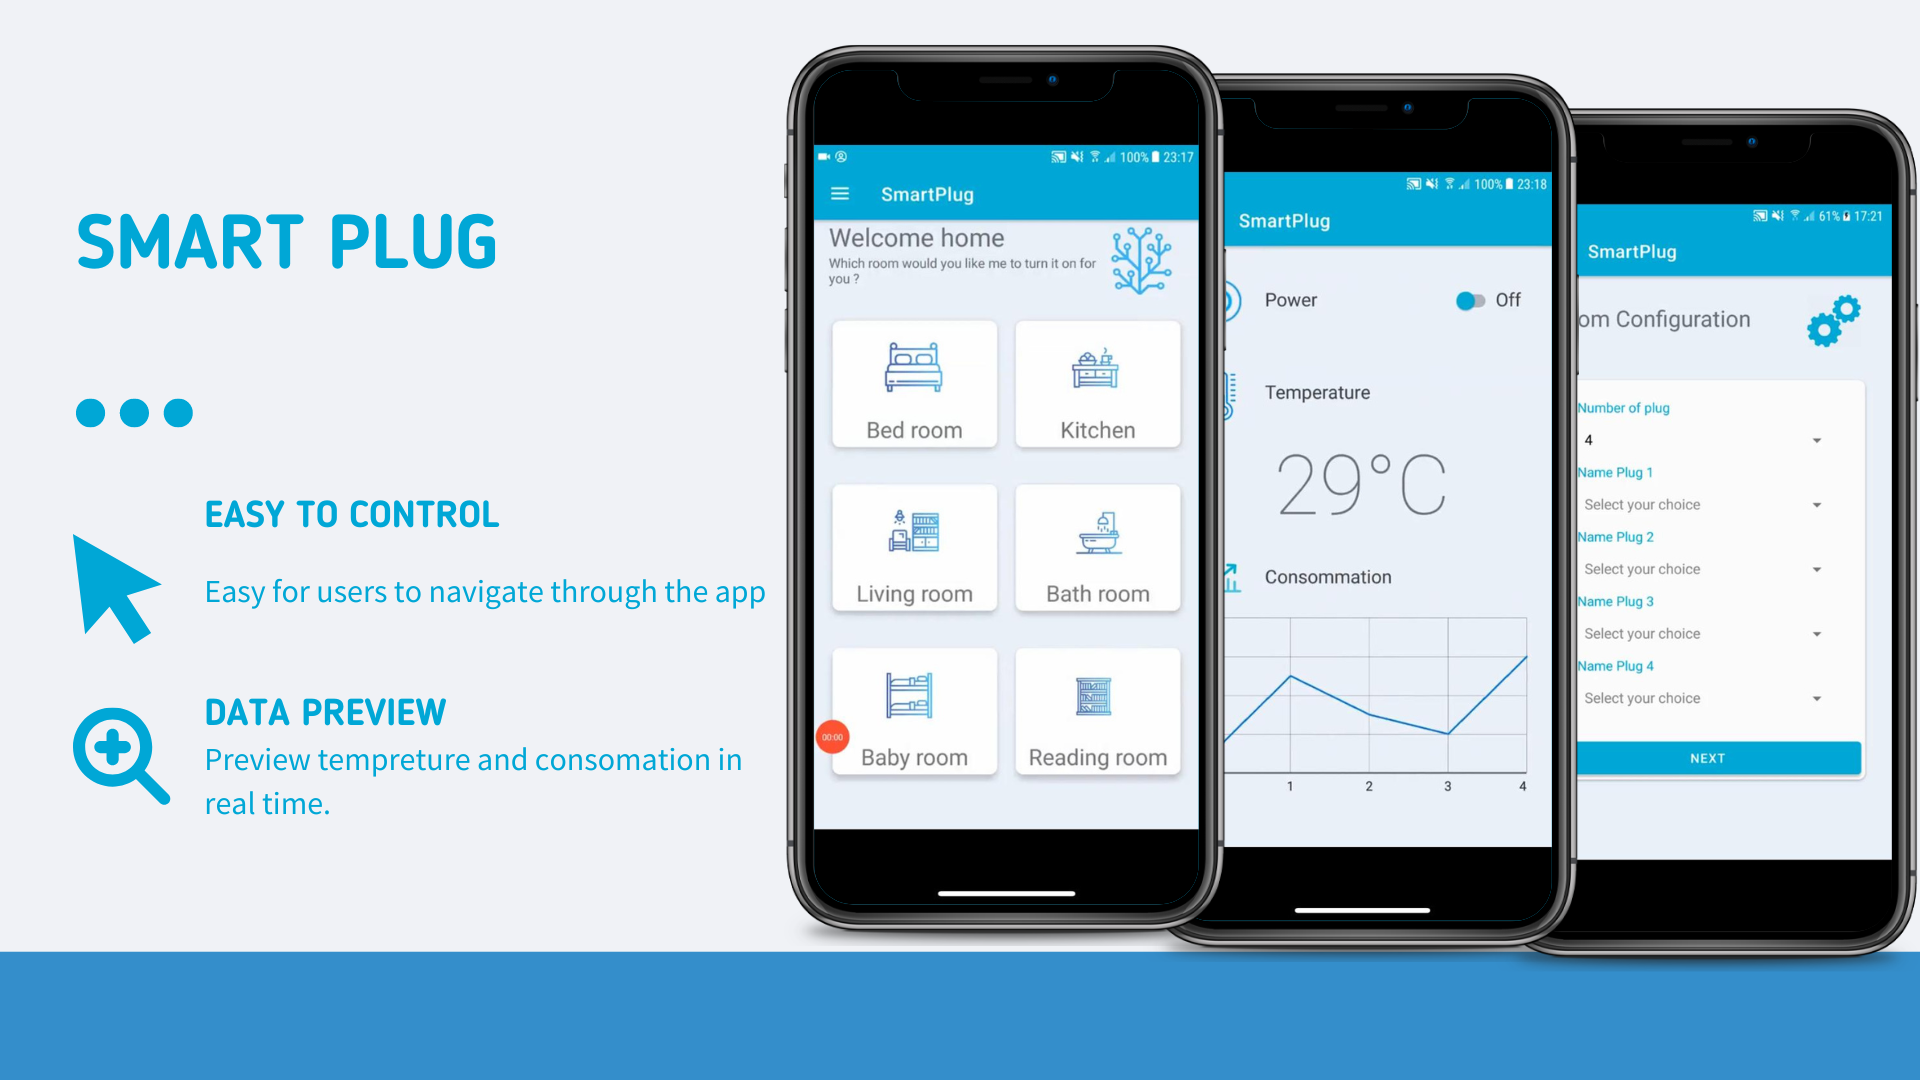 SMART PLUG
EASY TO CONTROL
Easy for users to navigate through the app
DATA PREVIEW
Preview tempreture and consomation in
real time.
100% 23:17
SmartPlug
Welcome home
Which room would you like me to turn it on for
you ?
Bed room
Kitchen
Living room
Bath room
Baby room
Reading room
00:00
100% 23:18
SmartPlug
Power
Off
Temperature
29°C
Consommation
1 2 3 4
61% 17:21
SmartPlug
om Configuration
Number of plug
4
Name Plug 1
Select your choice
Name Plug 2
Select your choice
Name Plug 3
Select your choice
Name Plug 4
Select your choice
NEXT